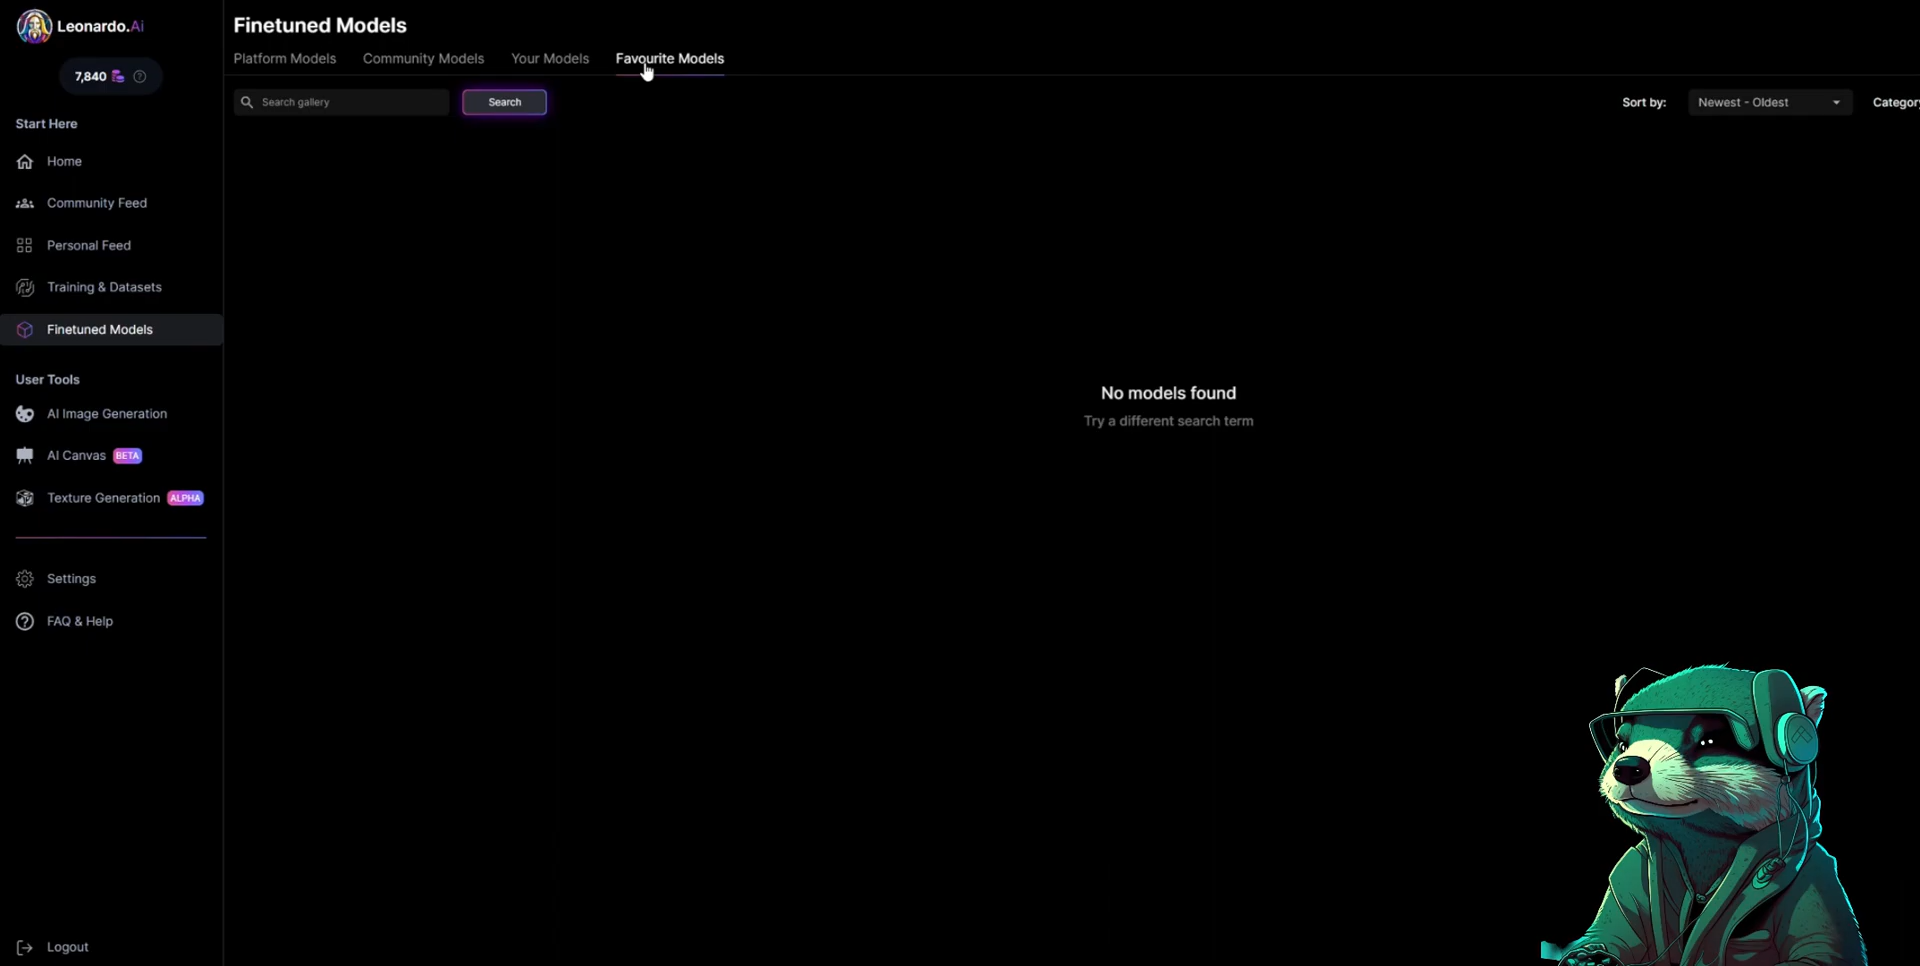 Leonardo.Ai
7,840
Start Here
Home
Community Feed
Personal Feed
Training & Datasets
Finetuned Models
User Tools
AI Image Generation
AI Canvas BETA
Texture Generation ALPHA
Settings
FAQ & Help
Logout
Finetuned Models
Platform Models Community Models Your Models Favourite Models
Search gallery Search Sort by: Newest - Oldest Category
No models found
Try a different search term